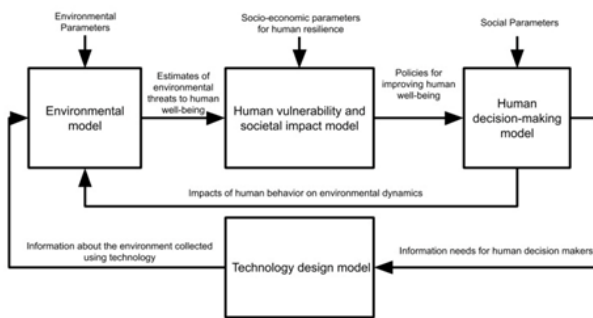 Environmental
Parameters
Socio-economic parameters
for human resilience
Social Parameters
Environmental
model
Estimates of
environmental
threats to human
well-being
Human vulnerability and
societal impact model
Policies for
improving human
well-being
Human
decision-making
model
Impacts of human behavior on environmental dynamics
Information about the environment collected
using technology
Technology design model
Information needs for human decision makers